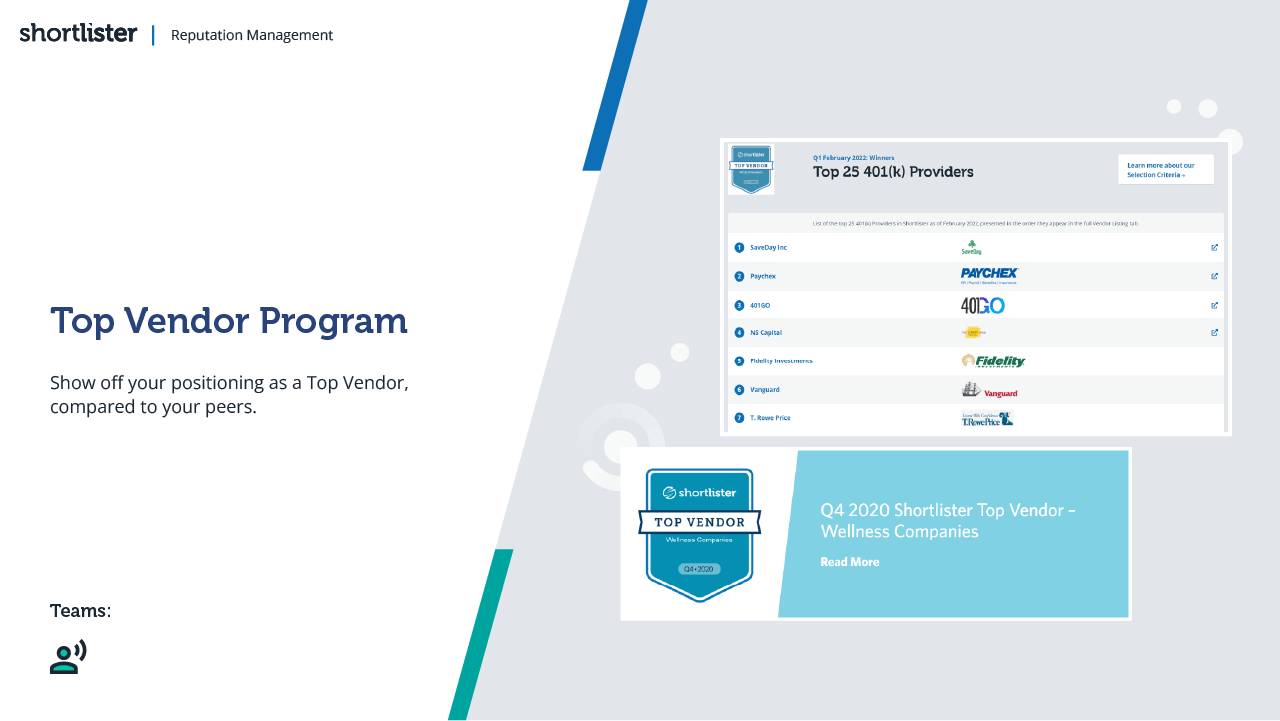 shortlister | Reputation Management
Top Vendor Program
Show off your positioning as a Top Vendor,
compared to your peers.
Teams:
shortlister
TOP VENDOR
Q1 February 2022: Winners
Top 25 401(k) Providers
Learn more about our
Selection Criteria
List of the top 25 401(k) Providers in Shortlister as of February 2022, presented in the order they appear in the full Vendor Listing tab.
1 SaveDay Inc SaveDay
2 Paychex PAYCHEX
HR | Payroll | Benefits | Insurance
3 401GO 401GO
4 NS Capital
5 Fidelity Investments Fidelity
INVESTMENTS
6 Vanguard Vanguard
7 T. Rowe Price T.RowePrice
shortlister
TOP VENDOR
Wellness Companies
Q4•2020
Q4 2020 Shortlister Top Vendor –
Wellness Companies
Read More